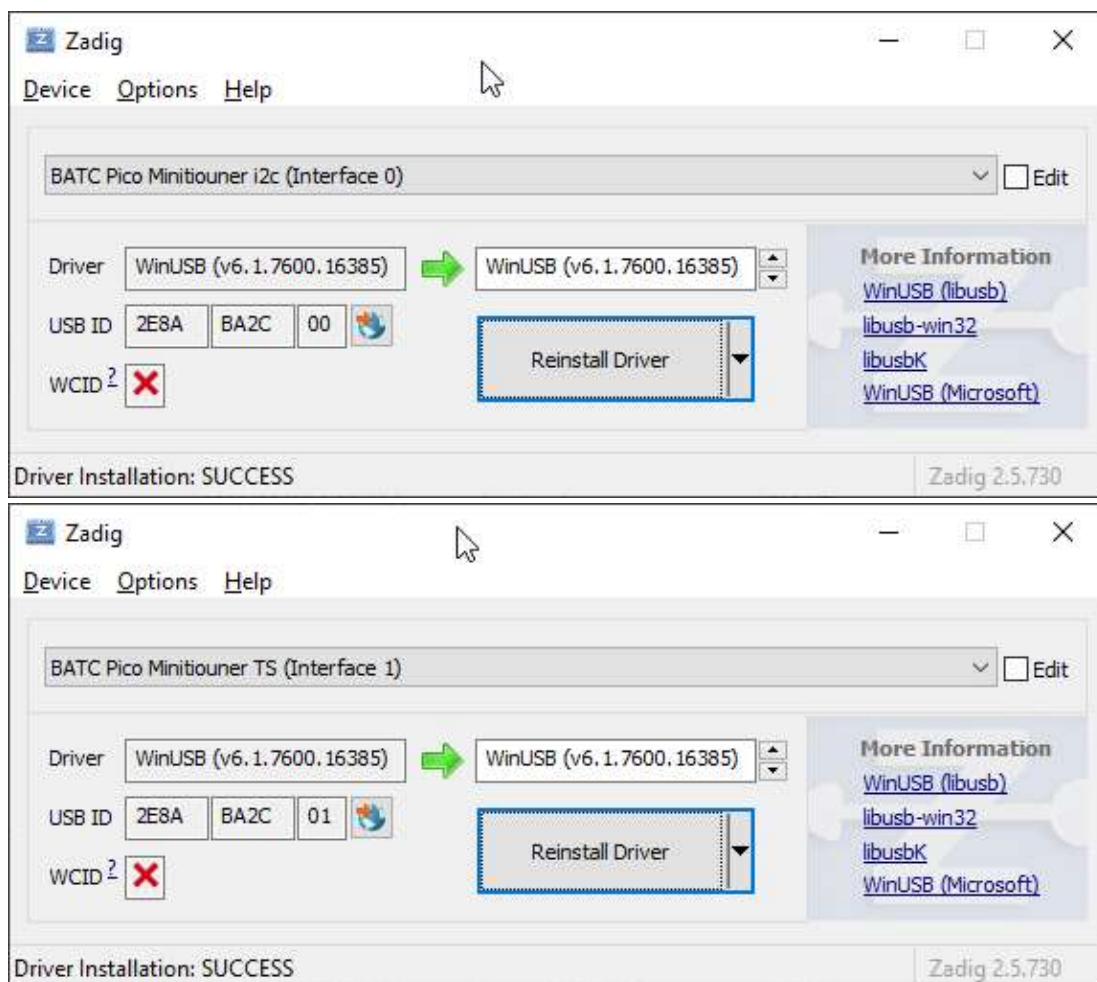 Zadig
Device Options Help
BATC Pico Minitiouner i2c (Interface 0) Edit
Driver WinUSB (v6.1.7600.16385) WinUSB (v6.1.7600.16385)
USB ID 2E8A BA2C 00
WCID ?
Reinstall Driver
More Information
WinUSB (libusb)
libusb-win32
libusbK
WinUSB (Microsoft)
Driver Installation: SUCCESS Zadig 2.5.730
Zadig
Device Options Help
BATC Pico Minitiouner TS (Interface 1) Edit
Driver WinUSB (v6.1.7600.16385) WinUSB (v6.1.7600.16385)
USB ID 2E8A BA2C 01
WCID ?
Reinstall Driver
More Information
WinUSB (libusb)
libusb-win32
libusbK
WinUSB (Microsoft)
Driver Installation: SUCCESS Zadig 2.5.730